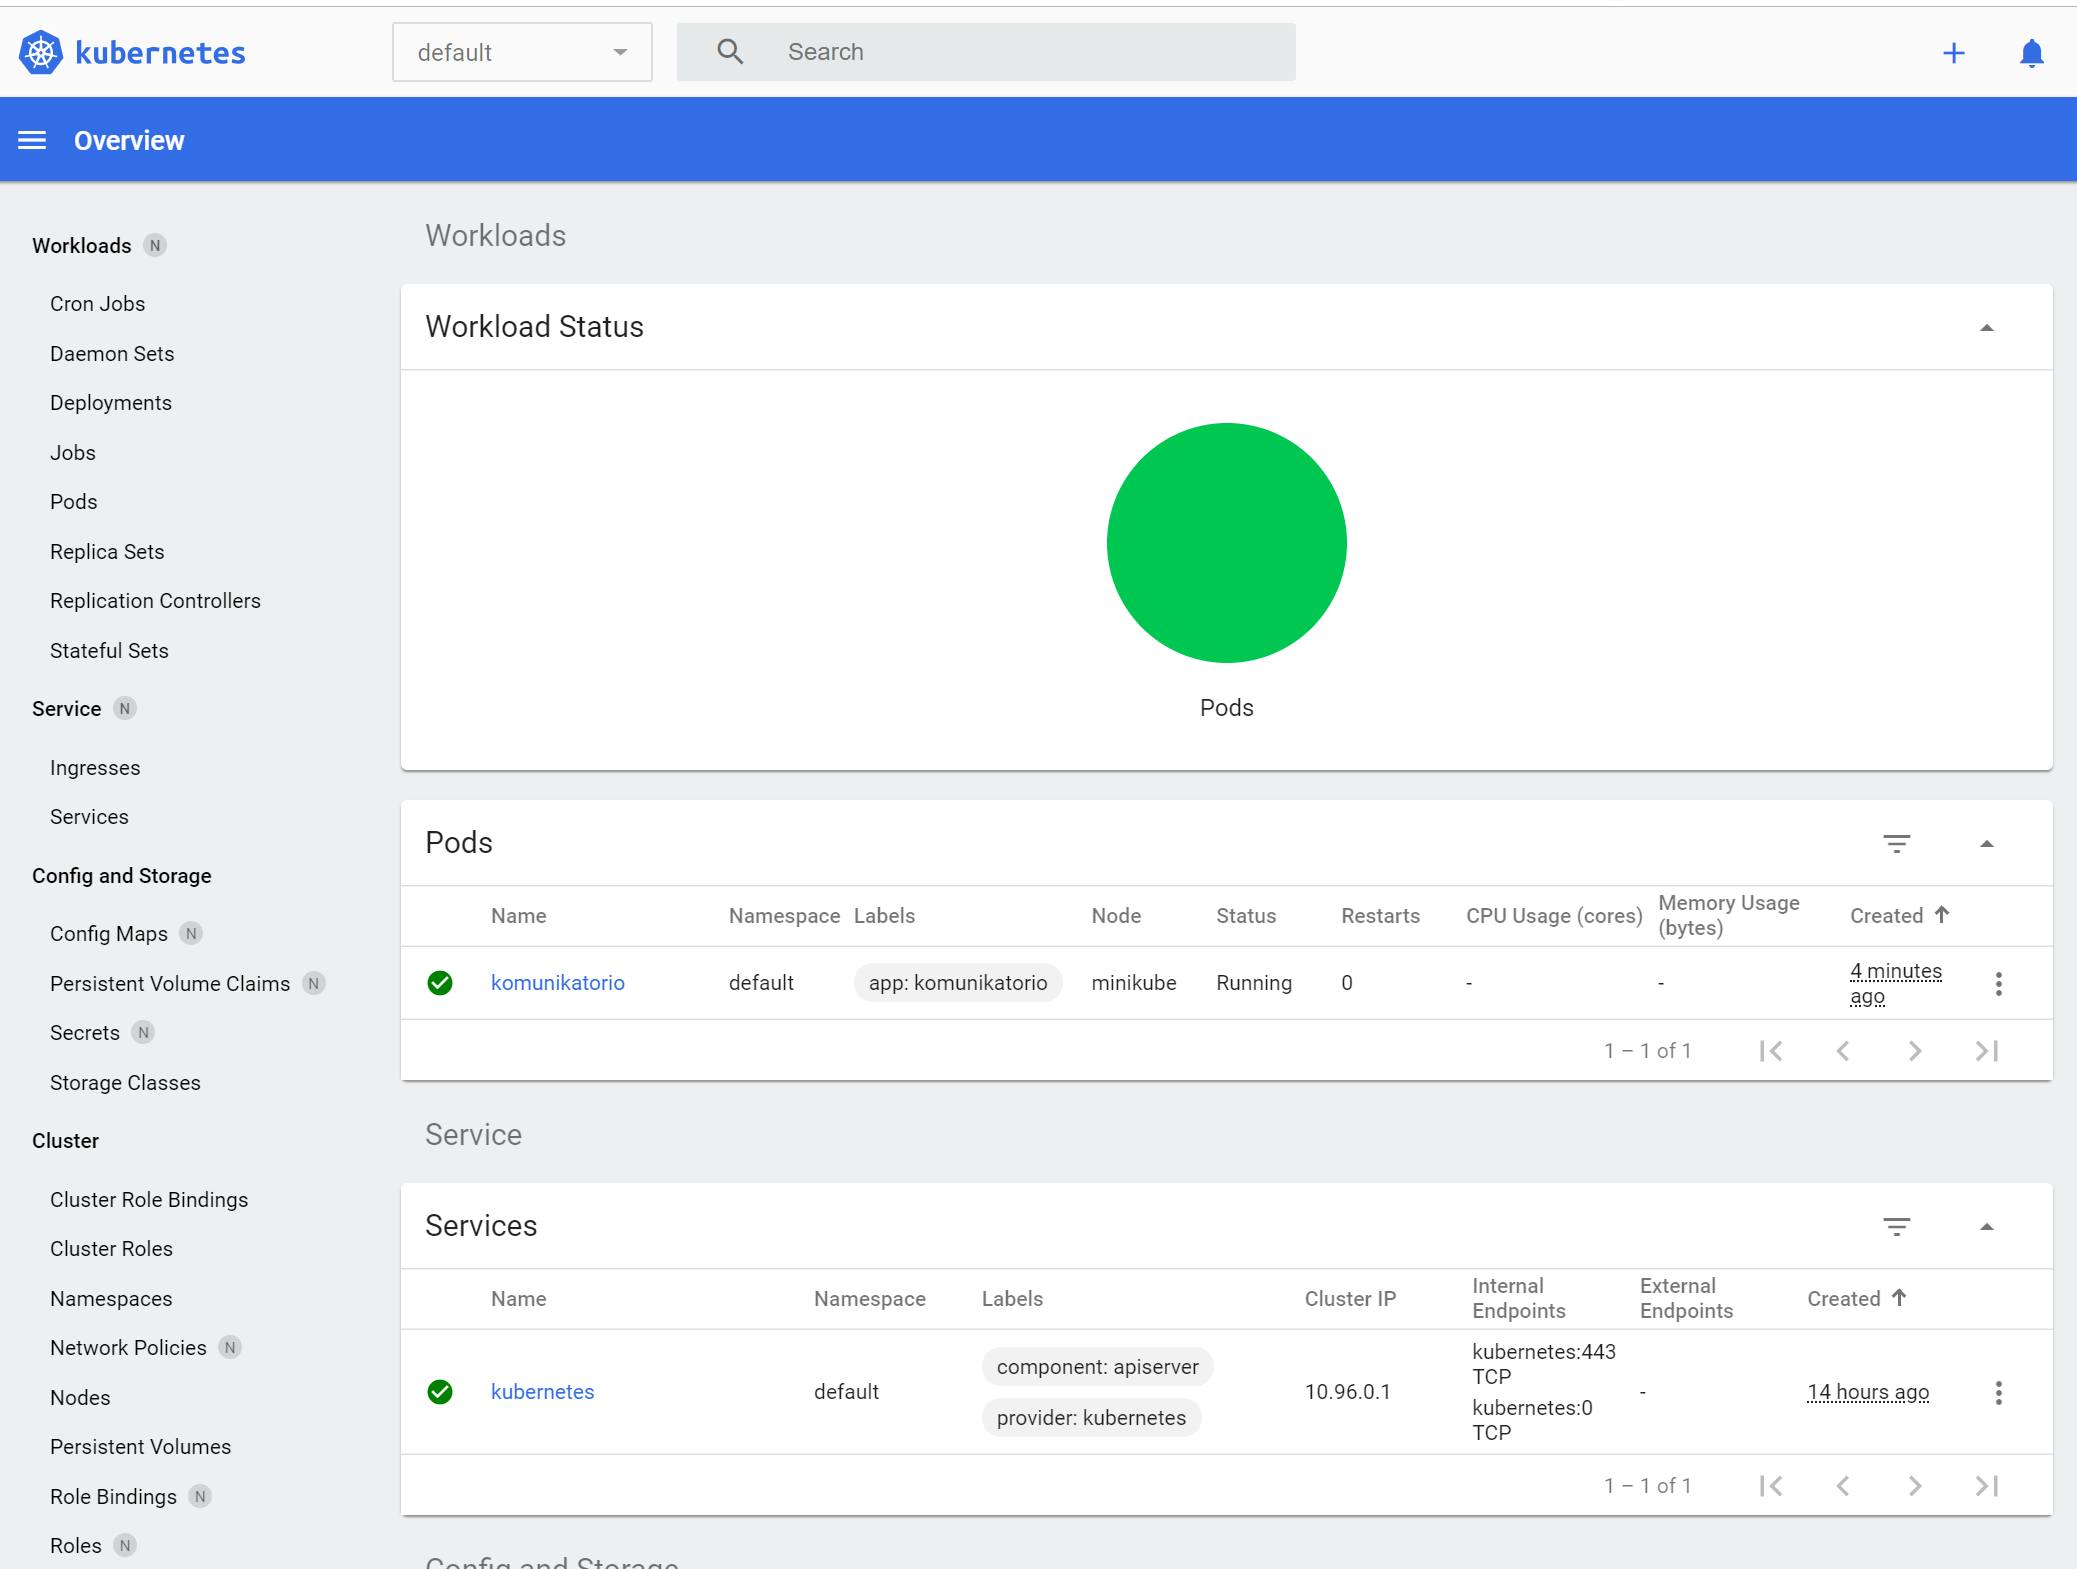 kubernetes
default
Search
Overview
Workloads N
Cron Jobs
Daemon Sets
Deployments
Jobs
Pods
Replica Sets
Replication Controllers
Stateful Sets
Service N
Ingresses
Services
Config and Storage
Config Maps N
Persistent Volume Claims N
Secrets N
Storage Classes
Cluster
Cluster Role Bindings
Cluster Roles
Namespaces
Network Policies N
Nodes
Persistent Volumes
Role Bindings N
Roles N
Workloads
Workload Status
Pods
Pods
Name Namespace Labels Node Status Restarts CPU Usage (cores) Memory Usage (bytes) Created
komunikatorio default app: komunikatorio minikube Running 0 - - 4 minutes ago
1 – 1 of 1
Service
Services
Name Namespace Labels Cluster IP Internal Endpoints External Endpoints Created
kubernetes default component: apiserver provider: kubernetes 10.96.0.1 kubernetes:443 TCP kubernetes:0 TCP - 14 hours ago
1 – 1 of 1
Config and Storage